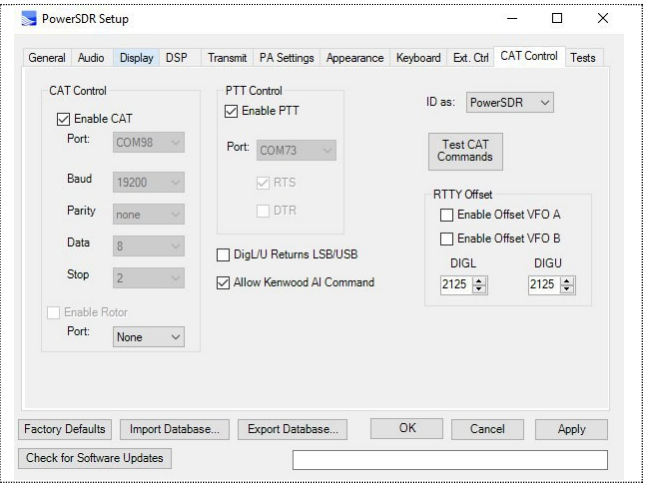 PowerSDR Setup
General Audio Display DSP Transmit PA Settings Appearance Keyboard Ext. Ctrl CAT Control Tests
CAT Control
Enable CAT
Port: COM98
Baud 19200
Parity none
Data 8
Stop 2
Enable Rotor
Port: None
PTT Control
Enable PTT
Port: COM73
RTS
DTR
DigL/U Returns LSB/USB
Allow Kenwood AI Command
ID as: PowerSDR
Test CAT
Commands
RTTY Offset
Enable Offset VFO A
Enable Offset VFO B
DIGL DIGU
2125 2125
Factory Defaults Import Database... Export Database... OK Cancel Apply
Check for Software Updates